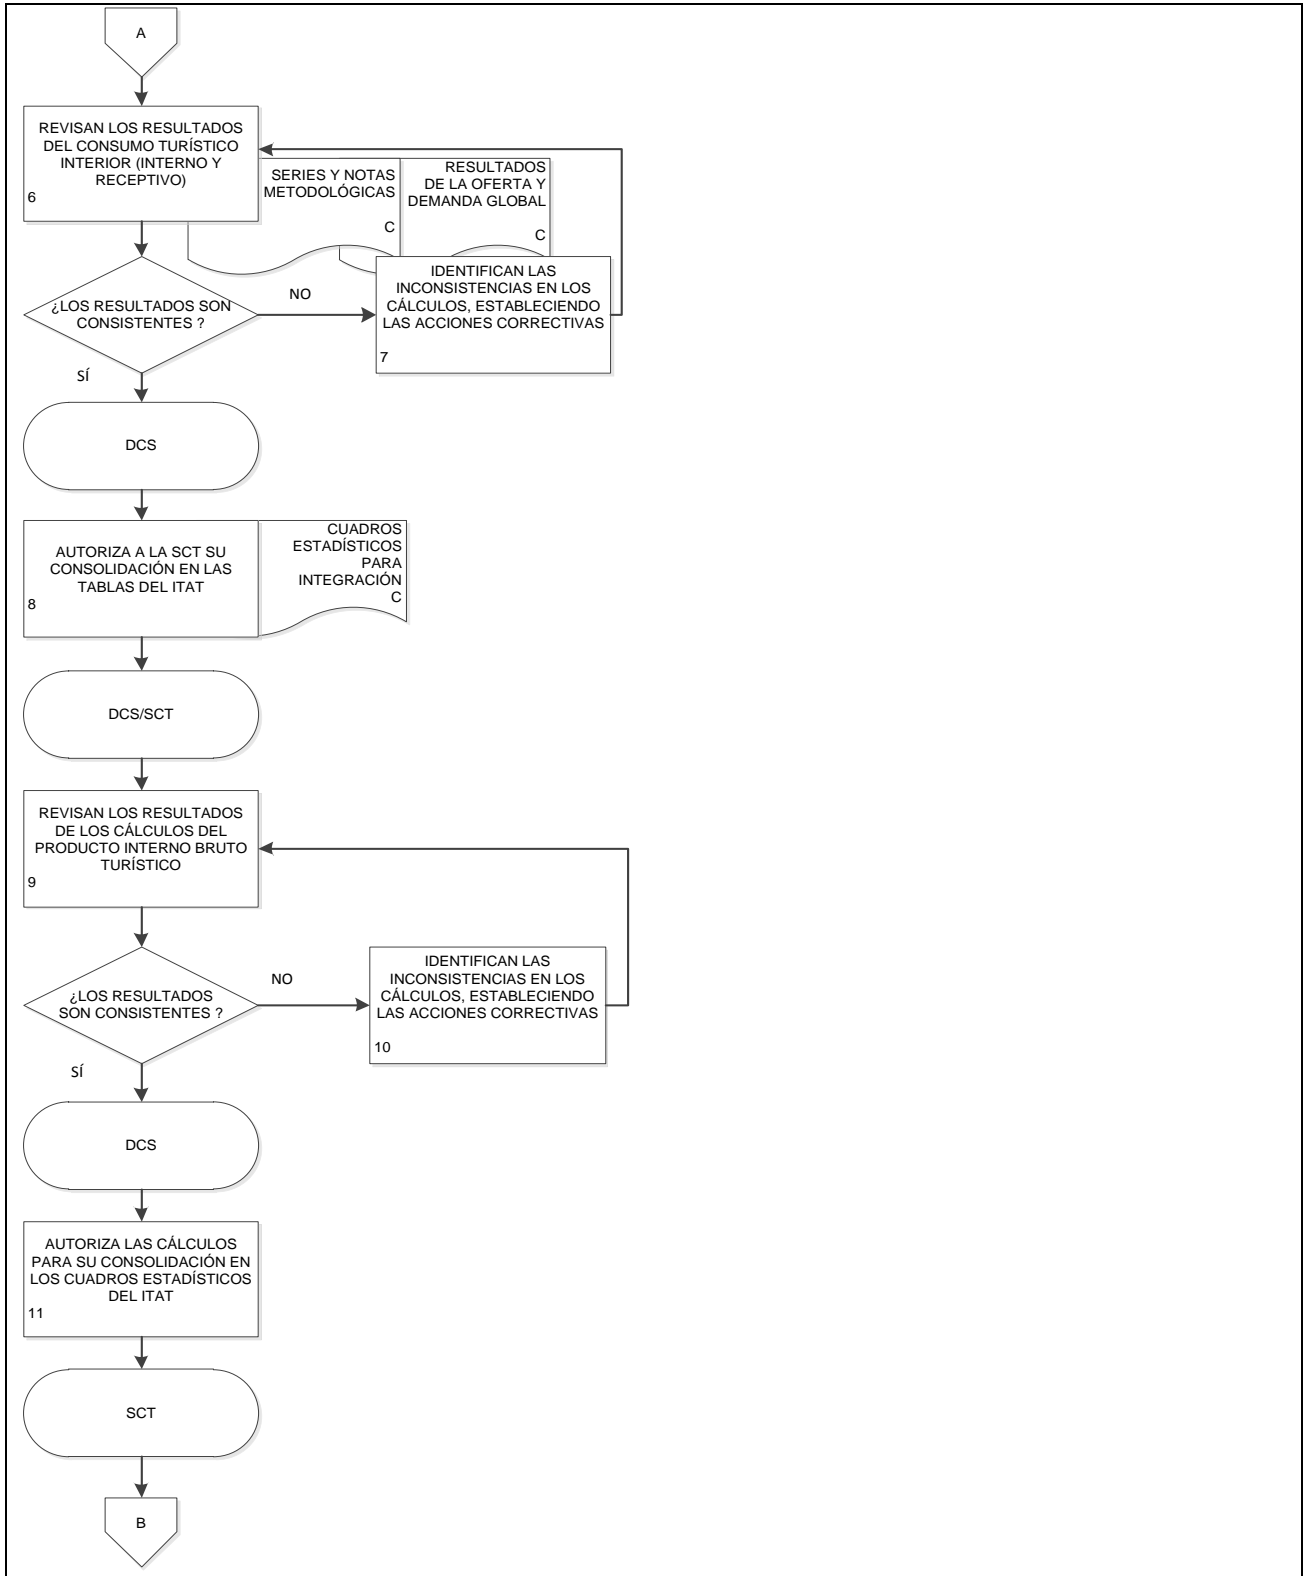 A
REVISAN LOS RESULTADOS
DEL CONSUMO TURÍSTICO
INTERIOR (INTERNO Y
RECEPTIVO)
6
SERIES Y NOTAS
METODOLÓGICAS
C
RESULTADOS
DE LA OFERTA Y
DEMANDA GLOBAL
C
¿LOS RESULTADOS SON
CONSISTENTES ?
NO
IDENTIFICAN LAS
INCONSISTENCIAS EN LOS
CÁLCULOS, ESTABLECIENDO
LAS ACCIONES CORRECTIVAS
7
SÍ
DCS
AUTORIZA A LA SCT SU
CONSOLIDACIÓN EN LAS
TABLAS DEL ITAT
8
CUADROS
ESTADÍSTICOS
PARA
INTEGRACIÓN
C
DCS/SCT
REVISAN LOS RESULTADOS
DE LOS CÁLCULOS DEL
PRODUCTO INTERNO BRUTO
TURÍSTICO
9
¿LOS RESULTADOS
SON CONSISTENTES ?
NO
IDENTIFICAN LAS
INCONSISTENCIAS EN LOS
CÁLCULOS, ESTABLECIENDO
LAS ACCIONES CORRECTIVAS
10
SÍ
DCS
AUTORIZA LAS CÁLCULOS
PARA SU CONSOLIDACIÓN EN
LOS CUADROS ESTADÍSTICOS
DEL ITAT
11
SCT
B